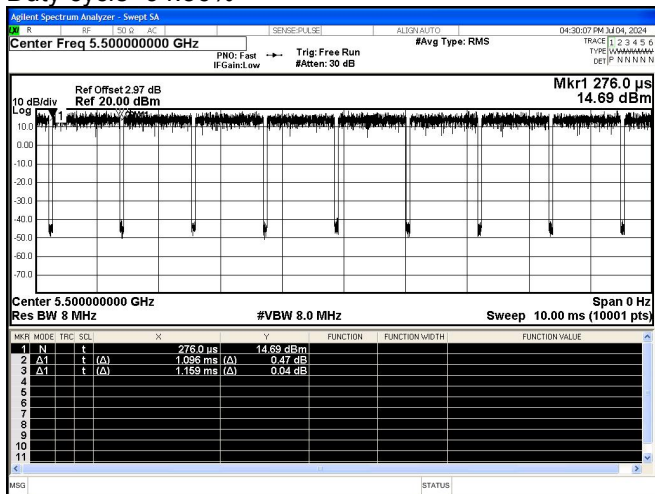 Agilent Spectrum Analyzer - Swept SA
LXI R RF 50 Ω AC SENSE:PULSE ALIGN AUTO 04:30:07 PM Jul 04, 2024
Center Freq 5.500000000 GHz #Avg Type: RMS TRACE 1 2 3 4 5 6
PNO: Fast Trig: Free Run TYPE WWWWWW
IFGain:Low #Atten: 30 dB DET P N N N N N
Ref Offset 2.97 dB Mkr1 276.0 µs
10 dB/div Ref 20.00 dBm 14.69 dBm
Log
1
10.0
0.00
-10.0
-20.0
-30.0
-40.0
-50.0
-60.0
-70.0
Center 5.500000000 GHz Span 0 Hz
Res BW 8 MHz #VBW 8.0 MHz Sweep 10.00 ms (10001 pts)
MKR MODE TRC SCL X Y FUNCTION FUNCTION WIDTH FUNCTION VALUE
1 N t 276.0 µs 14.69 dBm
2 Δ1 t (Δ) 1.096 ms (Δ) 0.47 dB
3 Δ1 t (Δ) 1.159 ms (Δ) 0.04 dB
4
5
6
7
8
9
10
11
MSG STATUS